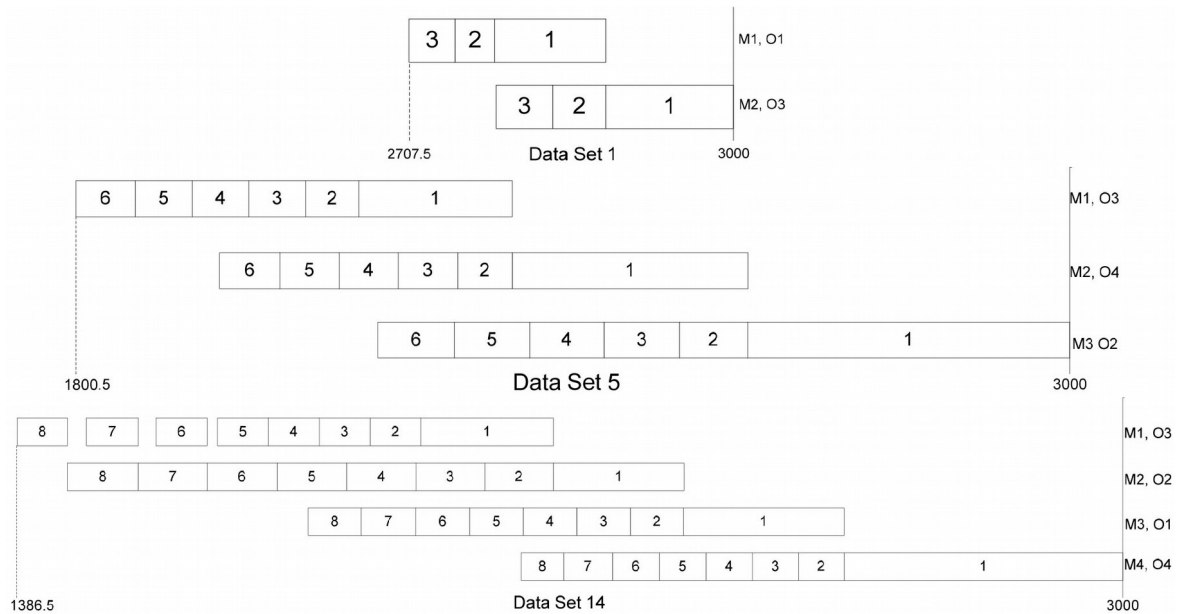 3 2 1 M1, O1
3 2 1 M2, O3
2707.5 Data Set 1 3000
6 5 4 3 2 1 M1, O3
6 5 4 3 2 1 M2, O4
6 5 4 3 2 1 M3 O2
1800.5 Data Set 5 3000
8 7 6 5 4 3 2 1 M1, O3
8 7 6 5 4 3 2 1 M2, O2
8 7 6 5 4 3 2 1 M3, O1
8 7 6 5 4 3 2 1 M4, O4
1386.5 Data Set 14 3000